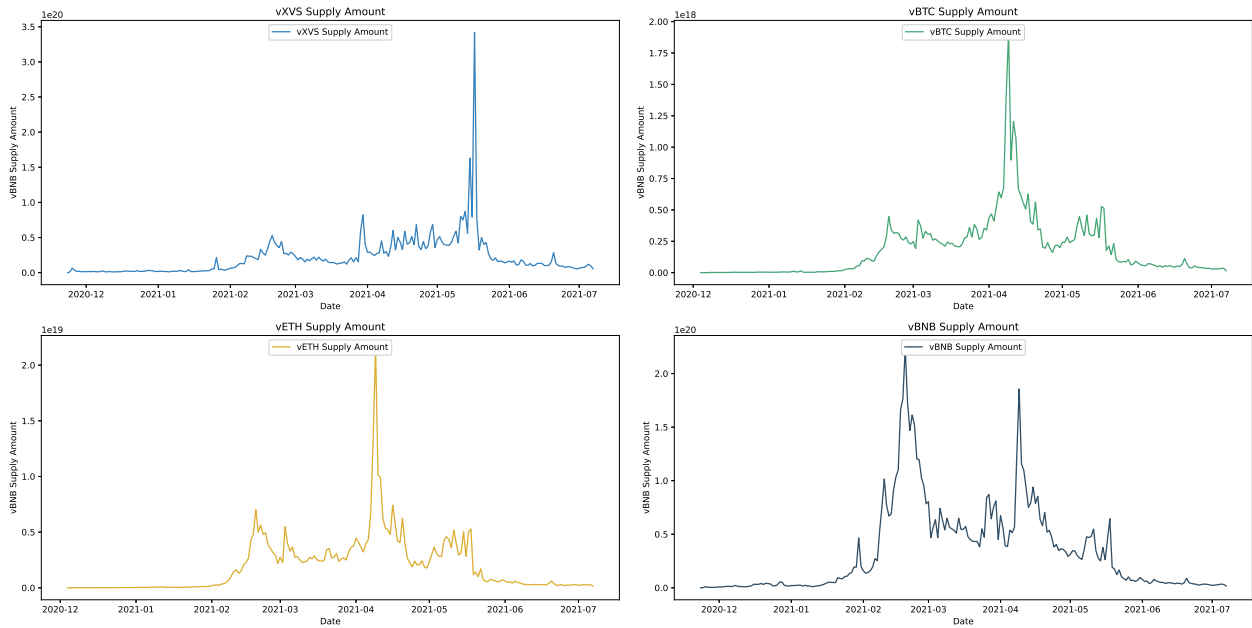 vXVS Supply Amount
1e20
vXVS Supply Amount
vBNB Supply Amount
3.5
3.0
2.5
2.0
1.5
1.0
0.5
0.0
2020-12 2021-01 2021-02 2021-03 2021-04 2021-05 2021-06 2021-07
Date
vBTC Supply Amount
1e18
vBTC Supply Amount
vBNB Supply Amount
2.00
1.75
1.50
1.25
1.00
0.75
0.50
0.25
0.00
2020-12 2021-01 2021-02 2021-03 2021-04 2021-05 2021-06 2021-07
Date
vETH Supply Amount
1e19
vETH Supply Amount
vBNB Supply Amount
2.0
1.5
1.0
0.5
0.0
2020-12 2021-01 2021-02 2021-03 2021-04 2021-05 2021-06 2021-07
Date
vBNB Supply Amount
1e20
vBNB Supply Amount
vBNB Supply Amount
2.0
1.5
1.0
0.5
0.0
2020-12 2021-01 2021-02 2021-03 2021-04 2021-05 2021-06 2021-07
Date